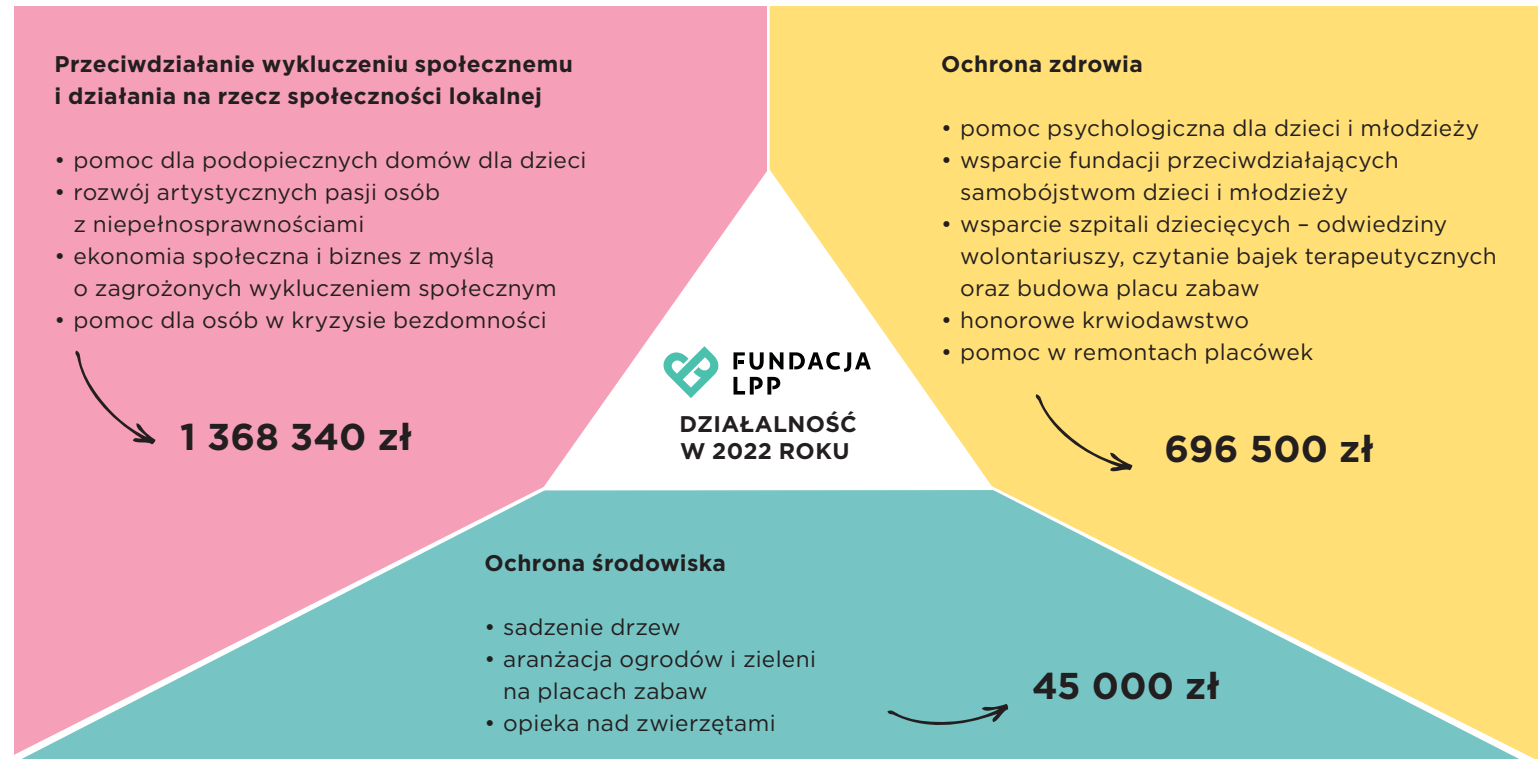 Przeciwdziałanie wykluczeniu społecznemu
i działania na rzecz społeczności lokalnej
• pomoc dla podopiecznych domów dla dzieci
• rozwój artystycznych pasji osób
z niepełnosprawnościami
• ekonomia społeczna i biznes z myślą
o zagrożonych wykluczeniem społecznym
• pomoc dla osób w kryzysie bezdomności
1 368 340 zł
Ochrona zdrowia
• pomoc psychologiczna dla dzieci i młodzieży
• wsparcie fundacji przeciwdziałających
samobójstwom dzieci i młodzieży
• wsparcie szpitali dziecięcych – odwiedziny
wolontariuszy, czytanie bajek terapeutycznych
oraz budowa placu zabaw
• honorowe krwiodawstwo
• pomoc w remontach placówek
696 500 zł
FUNDACJA
LPP
DZIAŁALNOŚĆ
W 2022 ROKU
Ochrona środowiska
• sadzenie drzew
• aranżacja ogrodów i zieleni
na placach zabaw
• opieka nad zwierzętami
45 000 zł